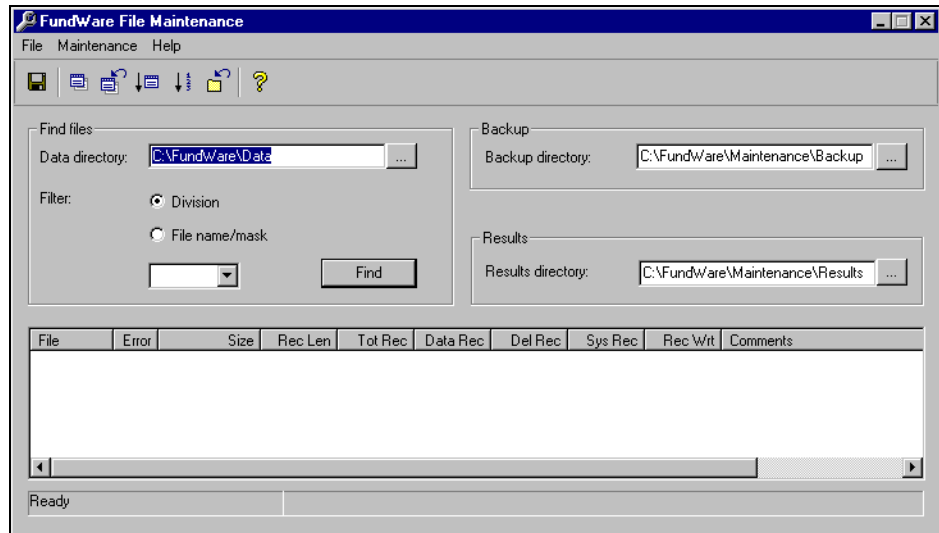 FundWare File Maintenance
File Maintenance Help
Find files
Data directory: C:\FundWare\Data ...
Filter: Division
File name/mask
Find
Backup
Backup directory: C:\FundWare\Maintenance\Backup ...
Results
Results directory: C:\FundWare\Maintenance\Results ...
File Error Size Rec Len Tot Rec Data Rec Del Rec Sys Rec Rec Wrt Comments
Ready